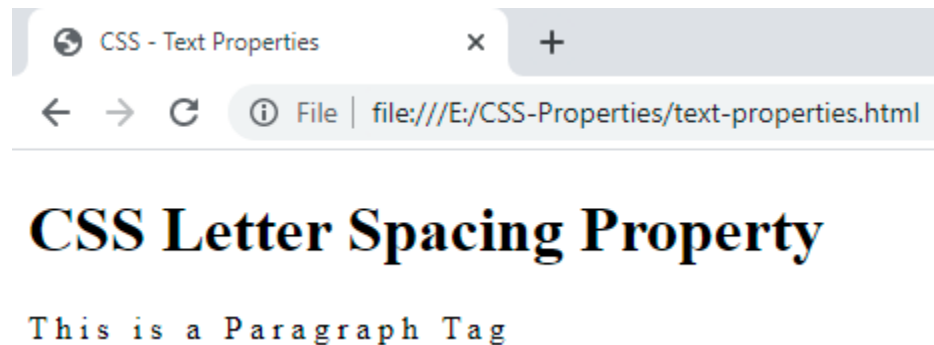 CSS - Text Properties
File | file:///E:/CSS-Properties/text-properties.html
CSS Letter Spacing Property
This is a Paragraph Tag